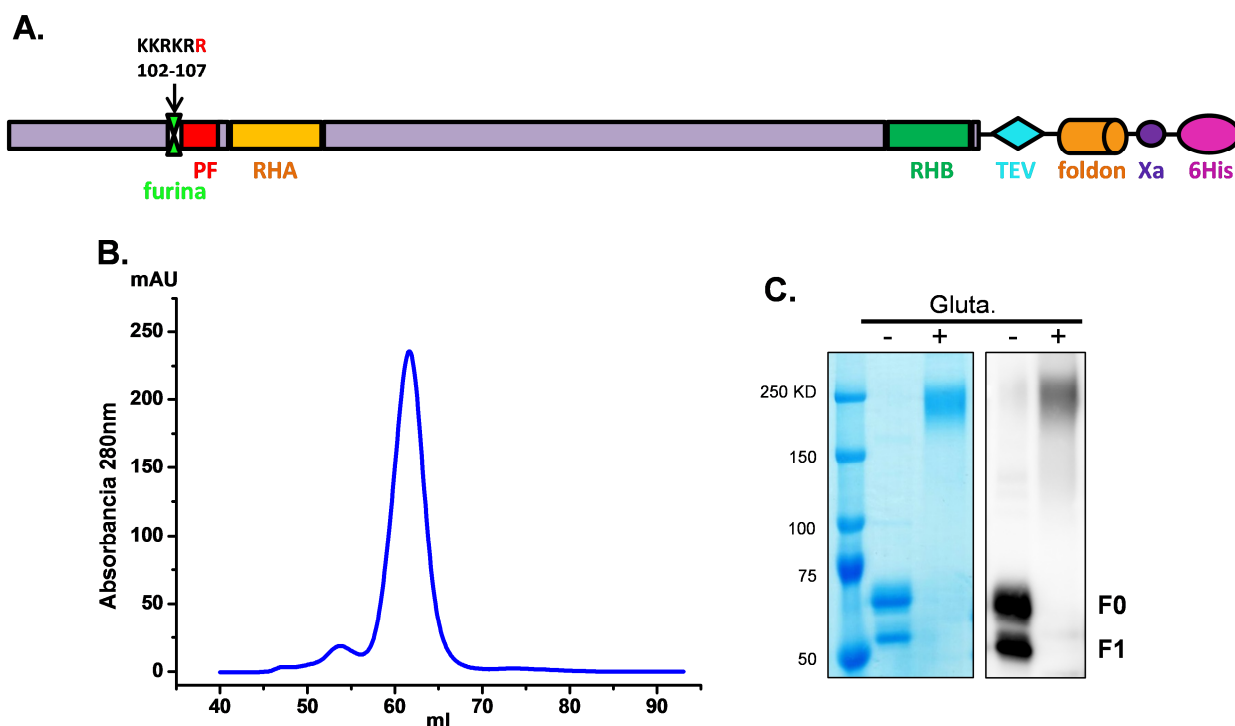 A.
KKRKRR
102-107
PF
RHA
RHB
TEV
foldon
Xa
6His
furina
B.
mAU
250
200
150
100
50
0
Absorbancia 280nm
40
50
60
70
80
90
ml
C.
Gluta.
- + - +
250 KD
150
100
75
50
F0
F1